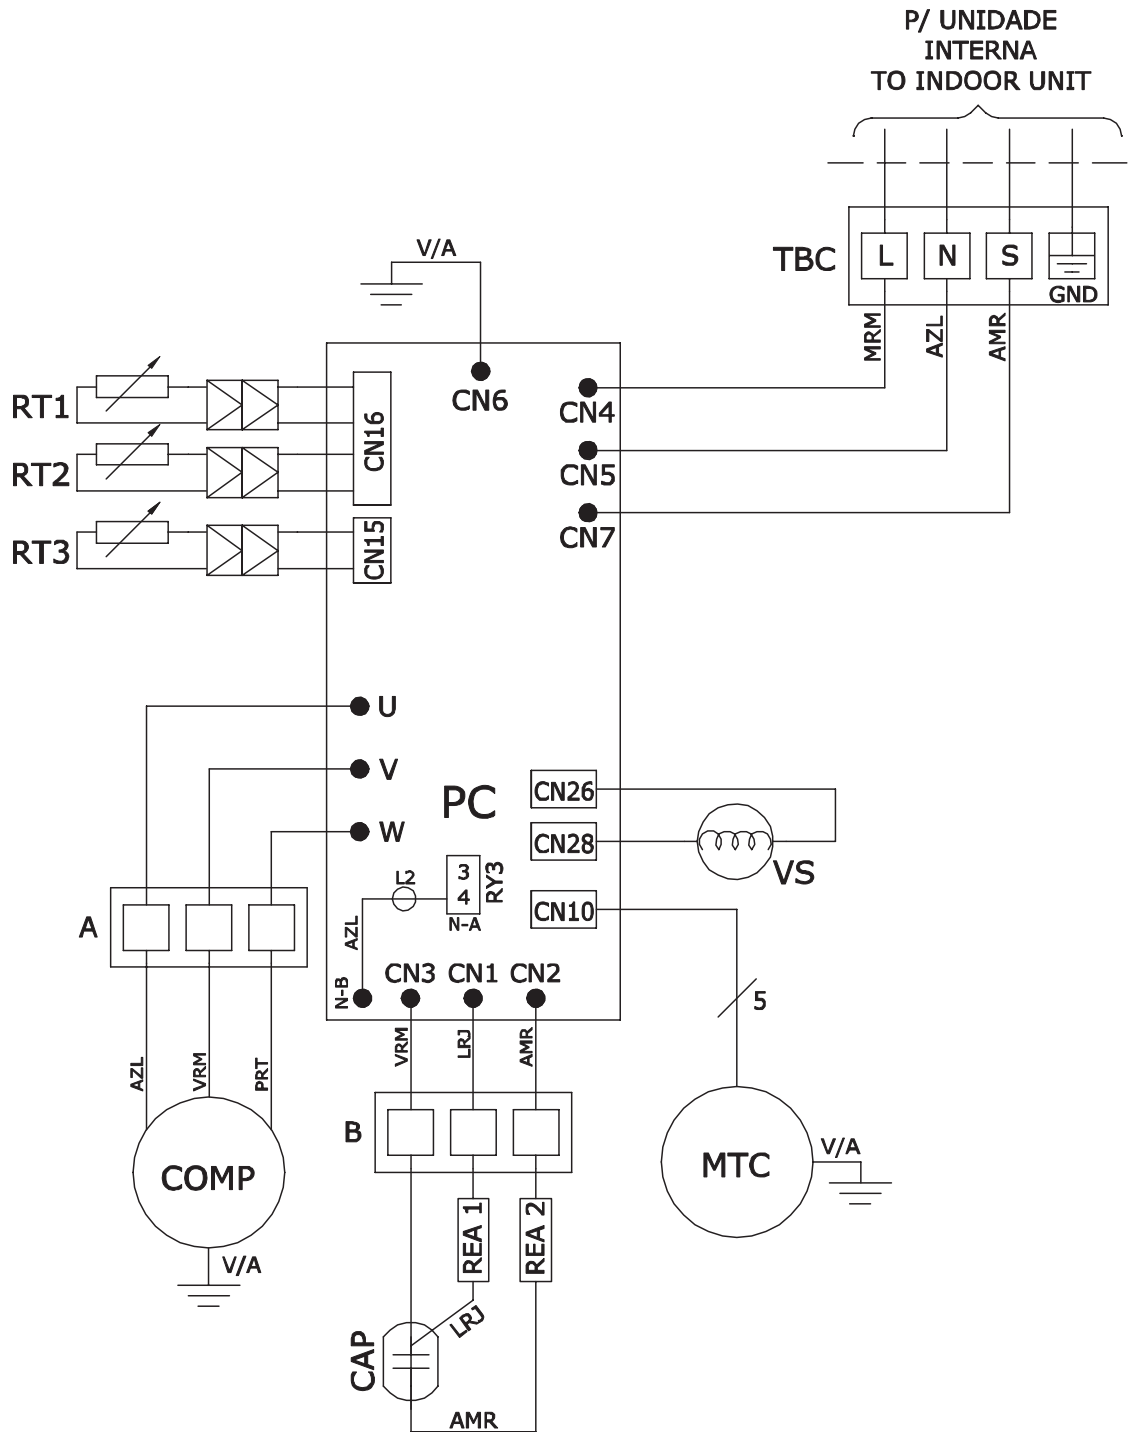 P/ UNIDADE
INTERNA
TO INDOOR UNIT
TBC
L
N
S
GND
MRM
AZL
AMR
V/A
CN6
CN4
CN5
CN7
RT1
RT2
RT3
CN16
CN15
U
V
W
PC
CN26
CN28
CN10
VS
L2
3
4
RY3
N-A
AZL
N-B
CN3
CN1
CN2
A
5
VRM
LRJ
AMR
AZL
VRM
PRT
B
COMP
V/A
MTC
V/A
REA 1
REA 2
LRJ
CAP
AMR